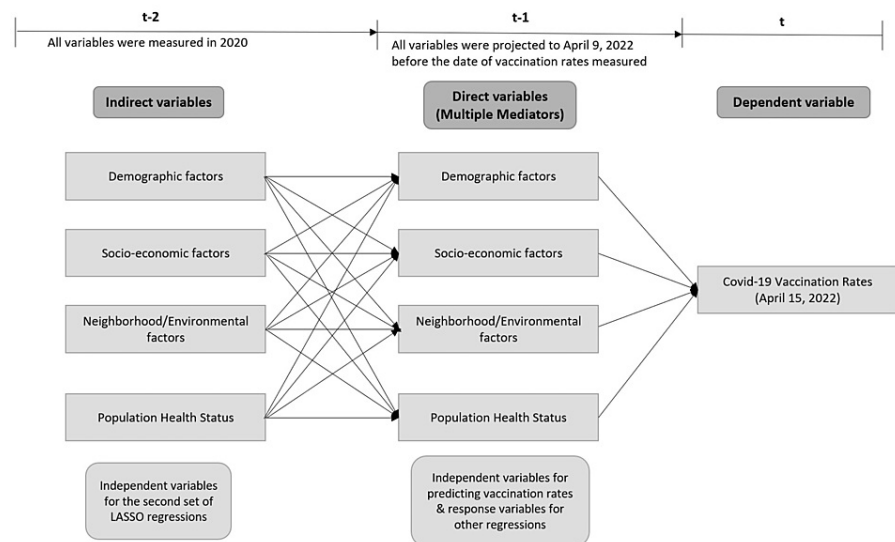 t-2
All variables were measured in 2020
t-1
All variables were projected to April 9, 2022
before the date of vaccination rates measured
t
Indirect variables
Direct variables
(Multiple Mediators)
Dependent variable
Demographic factors
Demographic factors
Socio-economic factors
Socio-economic factors
Covid-19 Vaccination Rates
(April 15, 2022)
Neighborhood/Environmental
factors
Neighborhood/Environmental
factors
Population Health Status
Population Health Status
Independent variables
for the second set of
LASSO regressions
Independent variables for
predicting vaccination rates
& response variables for
other regressions